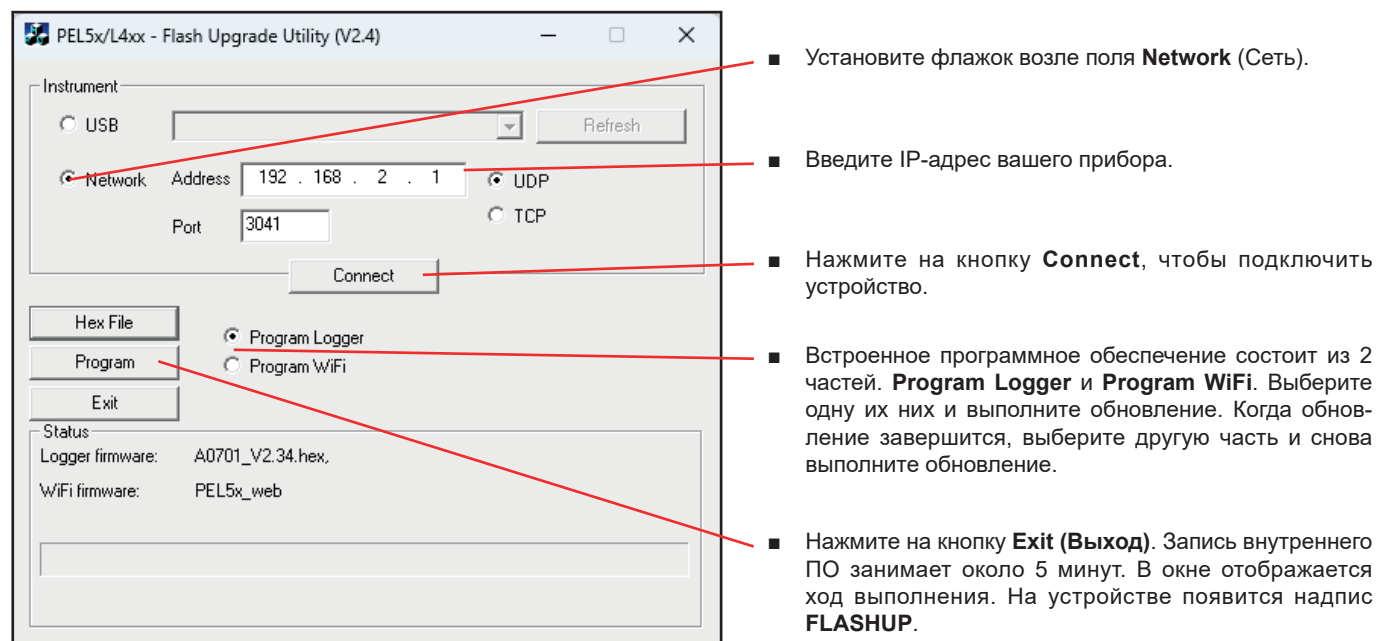 PEL5x/L4xx - Flash Upgrade Utility (V2.4)
Instrument
USB
Refresh
Network Address 192 . 168 . 2 . 1 UDP
Port 3041 TCP
Connect
Hex File
Program
Exit
Program Logger
Program WiFi
Status
Logger firmware: A0701_V2.34.hex,
WiFi firmware: PEL5x_web
■ Установите флажок возле поля Network (Сеть).
■ Введите IP-адрес вашего прибора.
■ Нажмите на кнопку Connect, чтобы подключить
устройство.
■ Встроенное программное обеспечение состоит из 2
частей. Program Logger и Program WiFi. Выберите
одну их них и выполните обновление. Когда обнов-
ление завершится, выберите другую часть и снова
выполните обновление.
■ Нажмите на кнопку Exit (Выход). Запись внутреннего
ПО занимает около 5 минут. В окне отображается
ход выполнения. На устройстве появится надпис
FLASHUP.